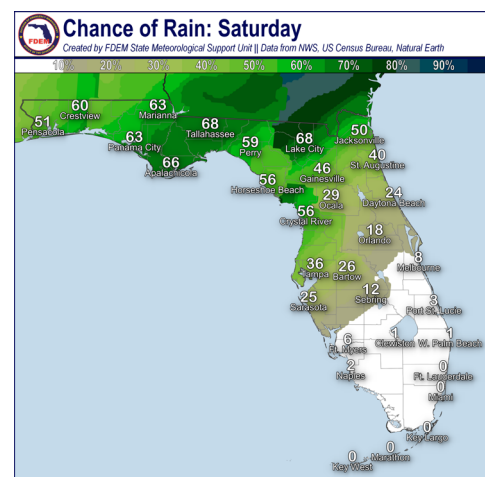 FDEM
Chance of Rain: Saturday
Created by FDEM State Meteorological Support Unit || Data from NWS, US Census Bureau, Natural Earth
10% 20% 30% 40% 50% 60% 70% 80% 90%
60
Crestview
63
Marianna
51
Pensacola
68
Tallahassee
63
Panama City
59
Perry
68
Lake City
50
Jacksonville
66
Apalachicola
40
St. Augustine
46
Gainesville
56
Horseshoe Beach
29
Ocala
24
Daytona Beach
56
Crystal River
18
Orlando
36
Tampa
26
Bartow
8
Melbourne
25
Sarasota
12
Sebring
3
Port St. Lucie
6
Ft. Myers
1
Clewiston
1
W. Palm Beach
2
Naples
0
Ft. Lauderdale
0
Miami
0
Key Largo
0
Marathon
0
Key West